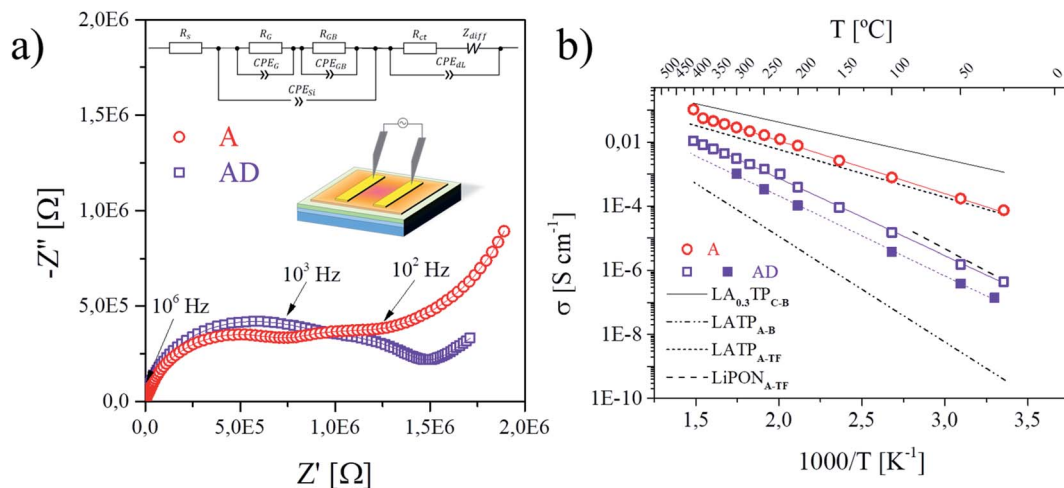 a)
2,0E6
1,5E6
1,0E6
5,0E5
0,0
-Z" [Ω]
R_s
R_G
R_GB
R_ct
Z_diff
CPE_G
CPE_GB
CPE_dL
CPE_Si
A
AD
10^6 Hz
10^3 Hz
10^2 Hz
0,0
5,0E5
1,0E6
1,5E6
2,0E6
Z' [Ω]
b)
T [ºC]
500
450
400
350
300
250
200
150
100
50
0
0,01
1E-4
1E-6
1E-8
1E-10
σ [S cm^-1]
A
AD
LA_0.3TP_C-B
LATP_A-B
LATP_A-TF
LiPON_A-TF
1,5
2,0
2,5
3,0
3,5
1000/T [K^-1]